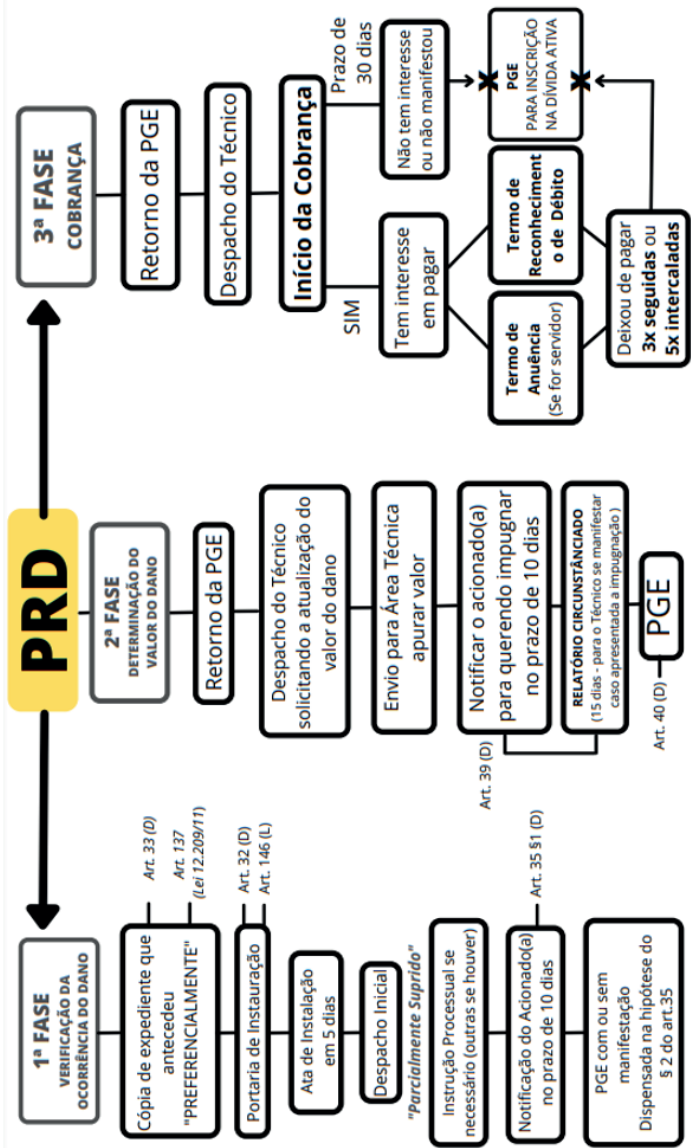 PRD
1ª FASE
VERIFICAÇÃO DA
OCORRÊNCIA DO DANO
Cópia de expediente que
antecedeu
"PREFERENCIALMENTE"
Art. 33 (D)
Art. 137
(Lei 12.209/11)
Portaria de Instauração
Art. 32 (D)
Art. 146 (L)
Ata de Instalação
em 5 dias
Despacho Inicial
"Parcialmente Suprido"
Instrução Processual se
necessário (outras se houver)
Notificação do Acionado(a)
no prazo de 10 dias
Art. 35 §1 (D)
PGE com ou sem
manifestação
Dispensada na hipótese do
§ 2 do art.35
2ª FASE
DETERMINAÇÃO DO
VALOR DO DANO
Retorno da PGE
Despacho do Técnico
solicitando a atualização do
valor do dano
Envio para Área Técnica
apurar valor
Notificar o acionado(a)
para querendo impugnar
no prazo de 10 dias
Art. 39 (D)
RELATÓRIO CIRCUNSTÂNCIADO
(15 dias - para o Técnico se manifestar
caso apresentada a impugnação )
Art. 40 (D)
PGE
3ª FASE
COBRANÇA
Retorno da PGE
Despacho do Técnico
Início da Cobrança
SIM
Prazo de
30 dias
Tem interesse
em pagar
Não tem interesse
ou não manifestou
Termo de
Anuência
(Se for servidor)
Termo de
Reconheciment
o de Débito
X PGE X
PARA INSCRIÇÃO
NA DÍVIDA ATIVA
Deixou de pagar
3x seguidas ou
5x intercaladas